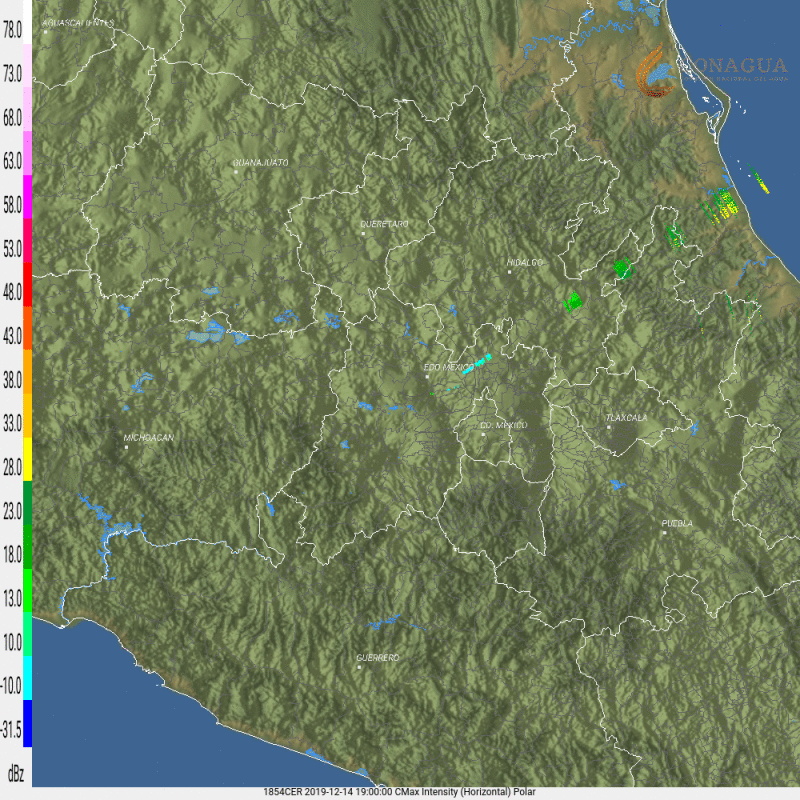 78.0
73.0
68.0
63.0
58.0
53.0
48.0
43.0
38.0
33.0
28.0
23.0
18.0
13.0
10.0
-10.0
-31.5
dBz
AGUASCALIENTES
ONAGUA
GUANAJUATO
QUERETARO
HIDALGO
EDO MEXICO
TLAXCALA
CD. MEXICO
MICHOACAN
PUEBLA
GUERRERO
1854CER 2019-12-14 19:00:00 CMax Intensity (Horizontal) Polar